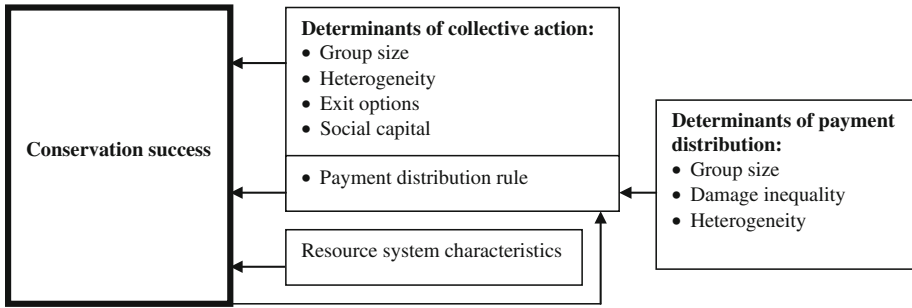 Conservation success
Determinants of collective action:
• Group size
• Heterogeneity
• Exit options
• Social capital
• Payment distribution rule
Resource system characteristics
Determinants of payment
distribution:
• Group size
• Damage inequality
• Heterogeneity